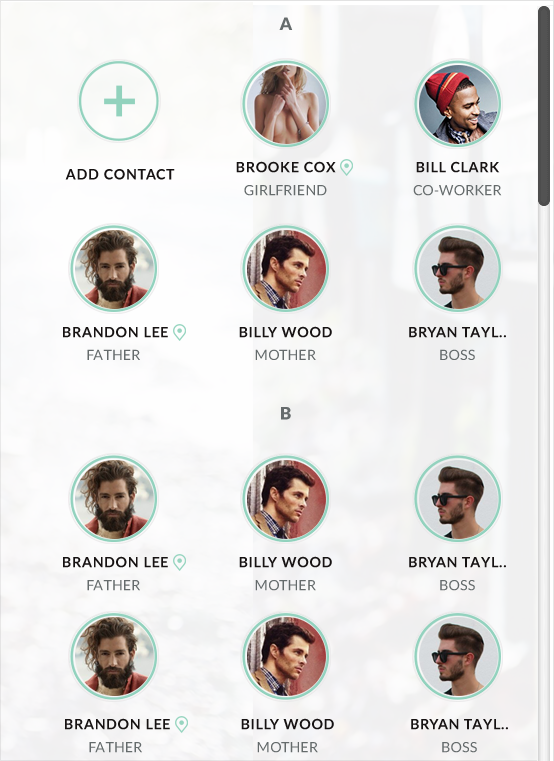 A
ADD CONTACT
BROOKE COX
GIRLFRIEND
BILL CLARK
CO-WORKER
BRANDON LEE
FATHER
BILLY WOOD
MOTHER
BRYAN TAYL..
BOSS
B
BRANDON LEE
FATHER
BILLY WOOD
MOTHER
BRYAN TAYL..
BOSS
BRANDON LEE
FATHER
BILLY WOOD
MOTHER
BRYAN TAYL..
BOSS